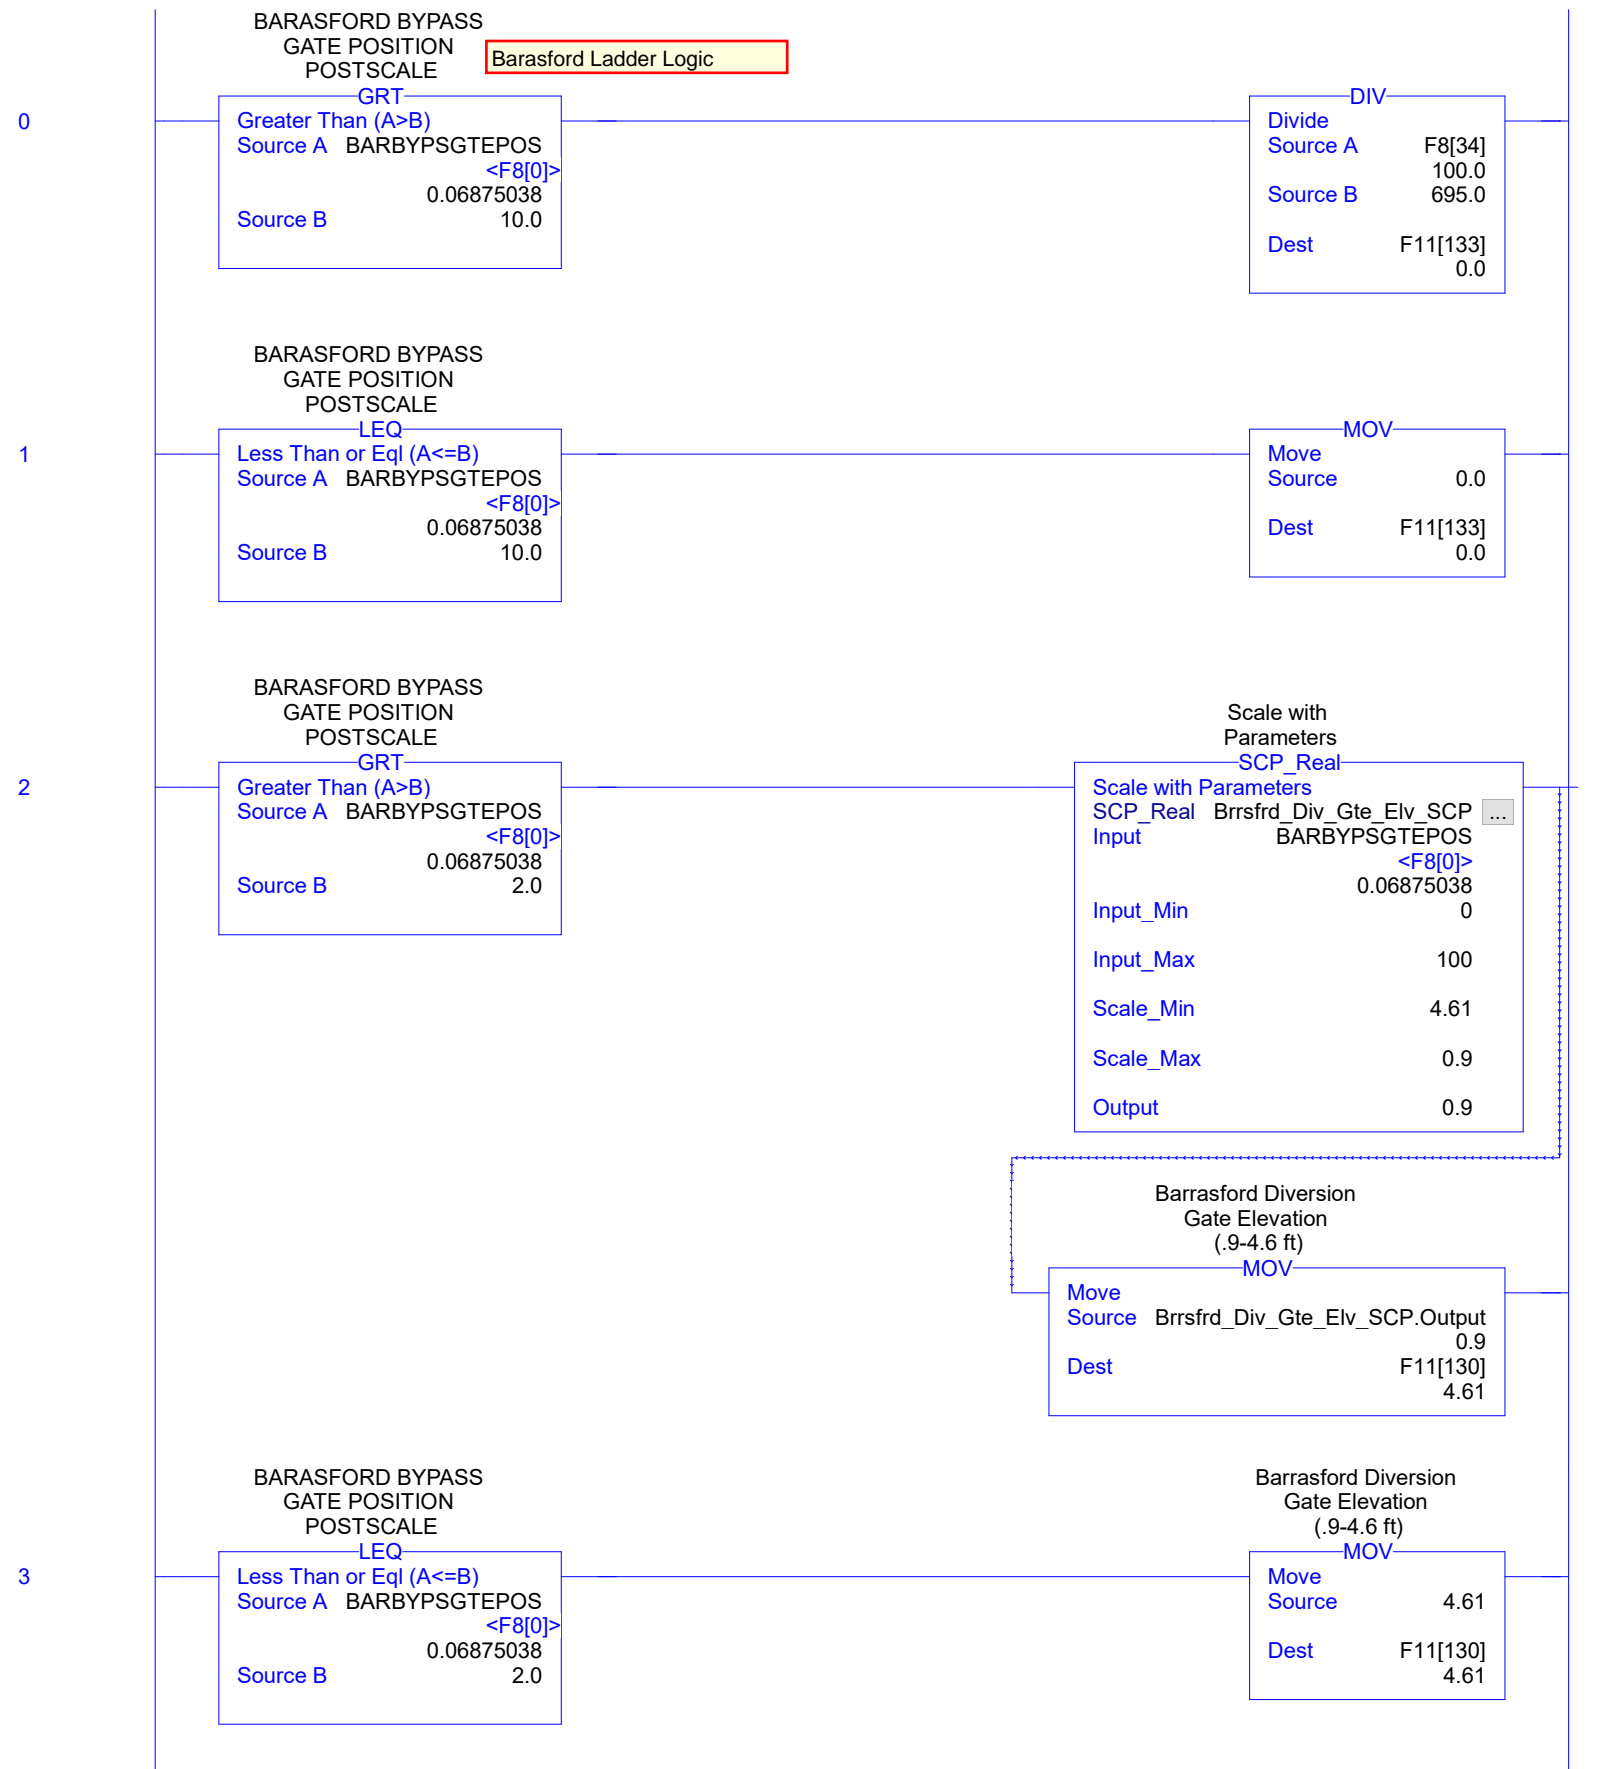 BARASFORD BYPASS
GATE POSITION
POSTSCALE
Barasford Ladder Logic
0
GRT
Greater Than (A>B)
Source A BARBYPSGTEPOS
<F8[0]>
0.06875038
Source B 10.0
DIV
Divide
Source A F8[34]
100.0
Source B 695.0
Dest F11[133]
0.0
BARASFORD BYPASS
GATE POSITION
POSTSCALE
1
LEQ
Less Than or Eql (A<=B)
Source A BARBYPSGTEPOS
<F8[0]>
0.06875038
Source B 10.0
MOV
Move
Source 0.0
Dest F11[133]
0.0
BARASFORD BYPASS
GATE POSITION
POSTSCALE
2
GRT
Greater Than (A>B)
Source A BARBYPSGTEPOS
<F8[0]>
0.06875038
Source B 2.0
Scale with
Parameters
SCP_Real
Scale with Parameters
SCP_Real Brrsfrd_Div_Gte_Elv_SCP ...
Input BARBYPSGTEPOS
<F8[0]>
0.06875038
Input_Min 0
Input_Max 100
Scale_Min 4.61
Scale_Max 0.9
Output 0.9
Barrasford Diversion
Gate Elevation
(.9-4.6 ft)
MOV
Move
Source Brrsfrd_Div_Gte_Elv_SCP.Output
0.9
Dest F11[130]
4.61
BARASFORD BYPASS
GATE POSITION
POSTSCALE
3
LEQ
Less Than or Eql (A<=B)
Source A BARBYPSGTEPOS
<F8[0]>
0.06875038
Source B 2.0
Barrasford Diversion
Gate Elevation
(.9-4.6 ft)
MOV
Move
Source 4.61
Dest F11[130]
4.61